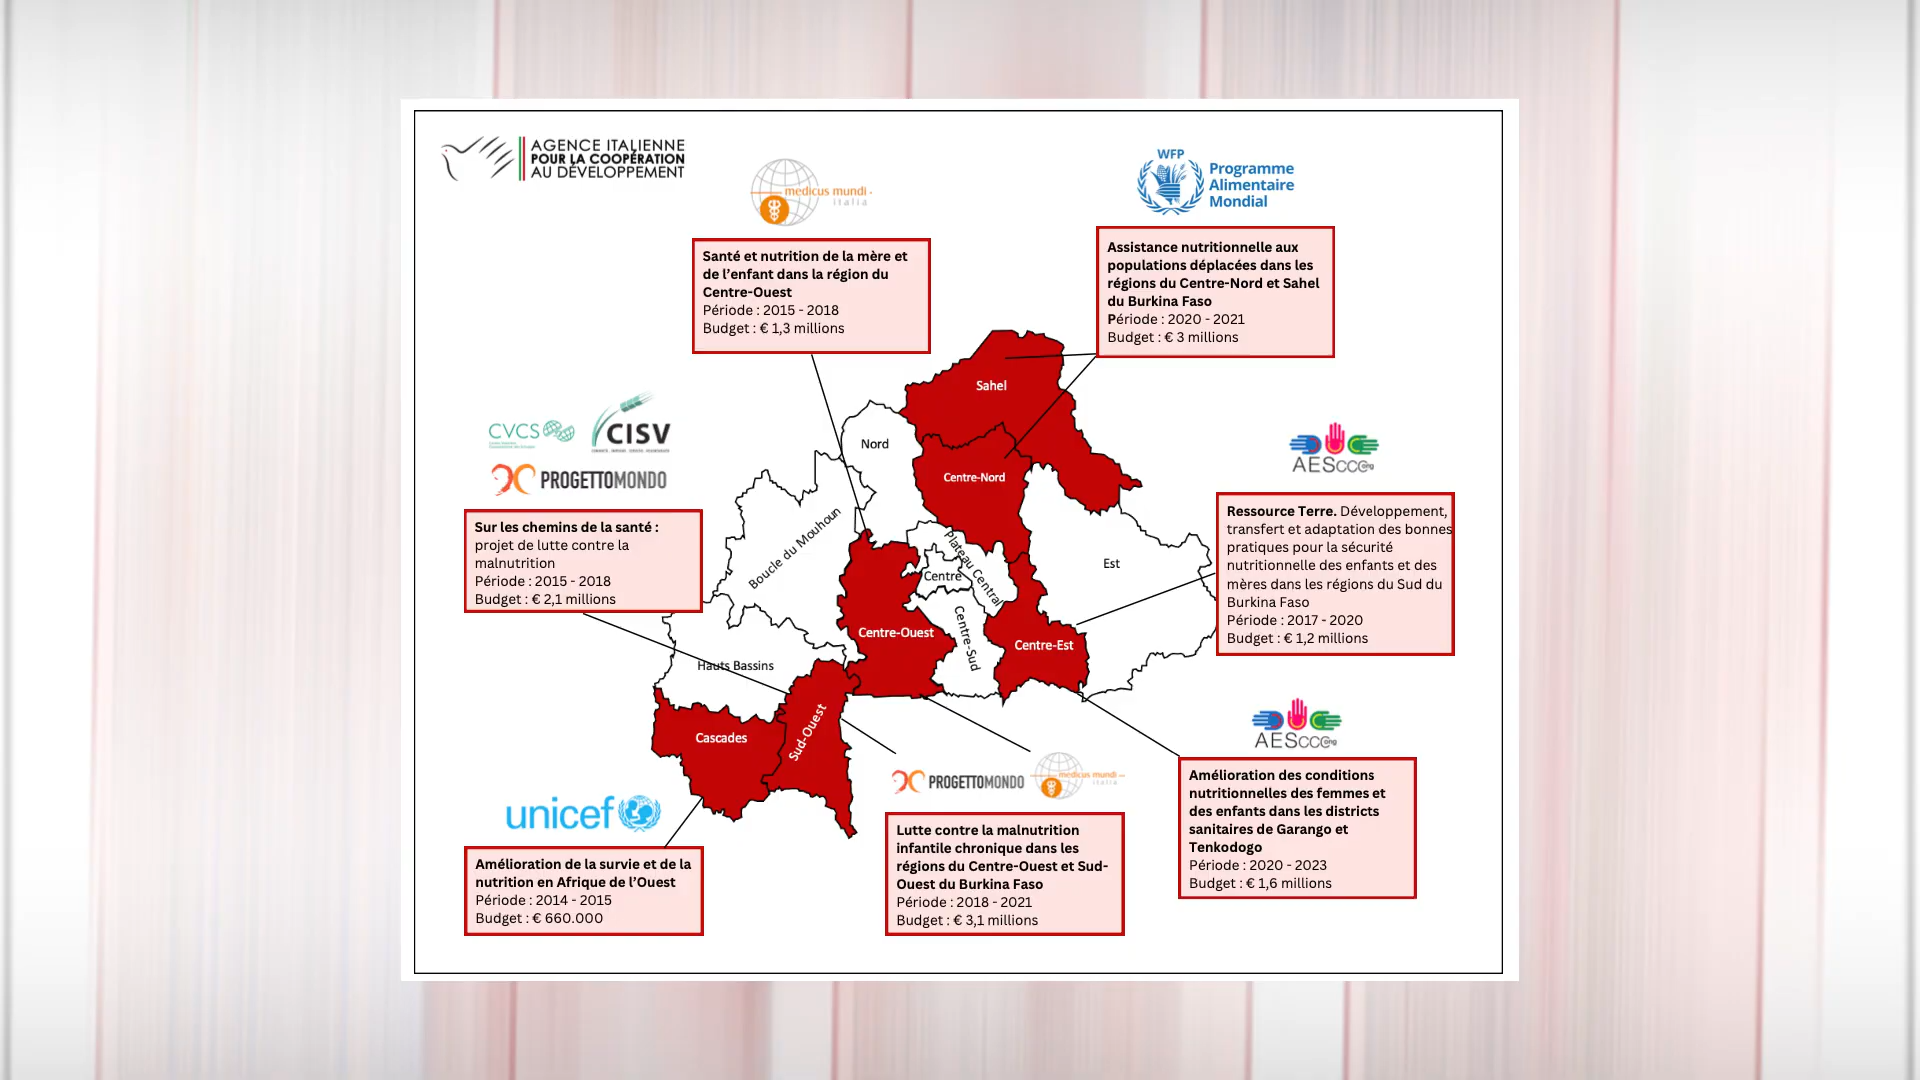 AGENCE ITALIENNE
POUR LA COOPÉRATION
AU DÉVELOPPEMENT
medicus mundi
italia
WFP
Programme
Alimentaire
Mondial
Santé et nutrition de la mère et
de l'enfant dans la région du
Centre-Ouest
Période : 2015 - 2018
Budget : € 1,3 millions
Assistance nutritionnelle aux
populations déplacées dans les
régions du Centre-Nord et Sahel
du Burkina Faso
Période : 2020 - 2021
Budget : € 3 millions
CVCS
CISV
PROGETTOMONDO
Sur les chemins de la santé :
projet de lutte contre la
malnutrition
Période : 2015 - 2018
Budget : € 2,1 millions
Sahel
Nord
Centre-Nord
Boucle du Mouhoun
Plateau Central
Centre
Est
Centre-Ouest
Centre-Sud
Centre-Est
Hauts Bassins
Cascades
Sud-Ouest
AESCCC ong
Ressource Terre. Développement,
transfert et adaptation des bonnes
pratiques pour la sécurité
nutritionnelle des enfants et des
mères dans les régions du Sud du
Burkina Faso
Période : 2017 - 2020
Budget : € 1,2 millions
AESCCC ong
Amélioration des conditions
nutritionnelles des femmes et
des enfants dans les districts
sanitaires de Garango et
Tenkodogo
Période : 2020 - 2023
Budget : € 1,6 millions
unicef
Amélioration de la survie et de la
nutrition en Afrique de l'Ouest
Période : 2014 - 2015
Budget : € 660.000
PROGETTOMONDO
medicus mundi
italia
Lutte contre la malnutrition
infantile chronique dans les
régions du Centre-Ouest et Sud-
Ouest du Burkina Faso
Période : 2018 - 2021
Budget : € 3,1 millions